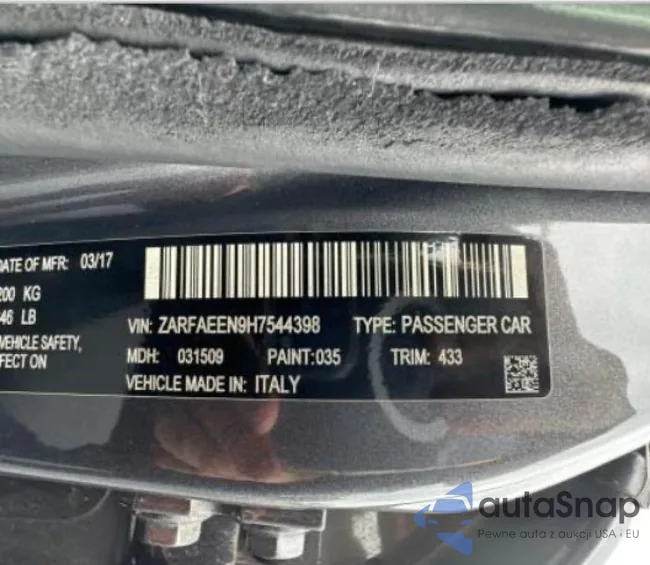 DATE OF MFR: 03/17
200 KG
46 LB
VEHICLE SAFETY,
EFECT ON
VIN: ZARFAEEN9H7544398 TYPE: PASSENGER CAR
MDH: 031509 PAINT:035 TRIM: 433
VEHICLE MADE IN: ITALY
autaSnap
Pewne auta z aukcji USA i EU